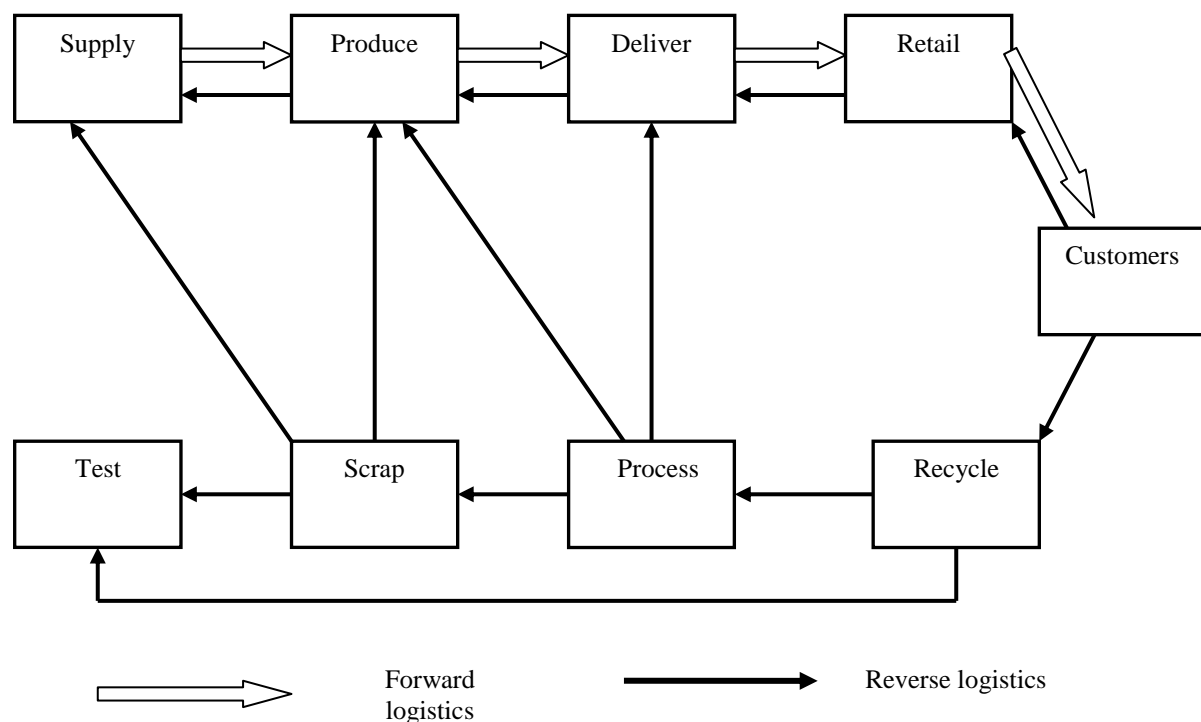 Supply
Produce
Deliver
Retail
Customers
Test
Scrap
Process
Recycle
Forward
logistics
Reverse logistics